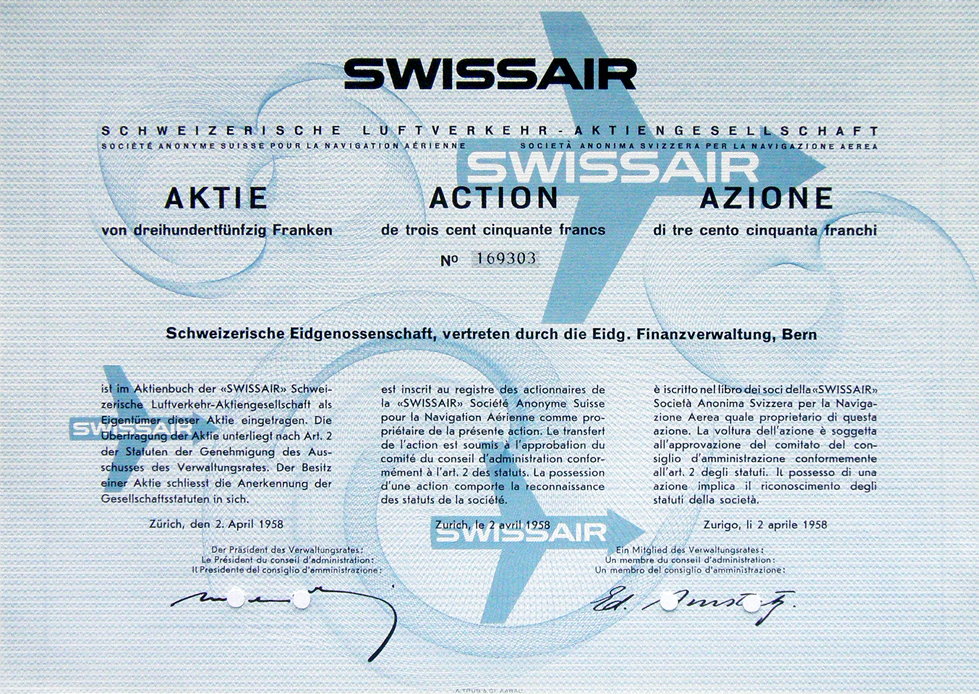 SWISSAIR
SCHWEIZERISCHE LUFTVERKEHR-AKTIENGESELLSCHAFT
SOCIÉTÉ ANONYME SUISSE POUR LA NAVIGATION AÉRIENNE SOCIETÀ ANONIMA SVIZZERA PER LA NAVIGAZIONE AEREA
SWISSAIR
AKTIE ACTION AZIONE
von dreihundertfünfzig Franken de trois cent cinquante francs di tre cento cinquanta franchi
No 169303
Schweizerische Eidgenossenschaft, vertreten durch die Eidg. Finanzverwaltung, Bern
ist im Aktienbuch der «SWISSAIR» Schwei-
zerische Luftverkehr-Aktiengesellschaft als
Eigentümer dieser Aktie eingetragen. Die
Übertragung der Aktie unterliegt nach Art. 2
der Statuten der Genehmigung des Aus-
schusses des Verwaltungsrates. Der Besitz
einer Aktie schliesst die Anerkennung der
Gesellschaftsstatuten in sich.
Zürich, den 2. April 1958
SWISSAIR
est inscrit au registre des actionnaires de
la «SWISSAIR» Société Anonyme Suisse
pour la Navigation Aérienne comme pro-
priétaire de la présente action. Le transfert
de l'action est soumis à l'approbation du
comité du conseil d'administration confor-
mément à l'art. 2 des statuts. La possession
d'une action comporte la reconnaissance
des statuts de la société.
Zurich, le 2 avril 1958
SWISSAIR
è iscritto nel libro dei soci della «SWISSAIR»
Società Anonima Svizzera per la Naviga-
zione Aerea quale proprietario di questa
azione. La voltura dell'azione è soggetta
all'approvazione del comitato del con-
siglio d'amministrazione conformemente
all'art. 2 degli statuti. Il possesso di una
azione implica il riconoscimento degli
statuti della società.
Zurigo, li 2 aprile 1958
Der Präsident des Verwaltungsrates:
Le Président du conseil d'administration:
Il Presidente del consiglio d'amministrazione:
Ein Mitglied des Verwaltungsrates:
Un membre du conseil d'administration:
Un membro del consiglio d'amministrazione:
Ed.